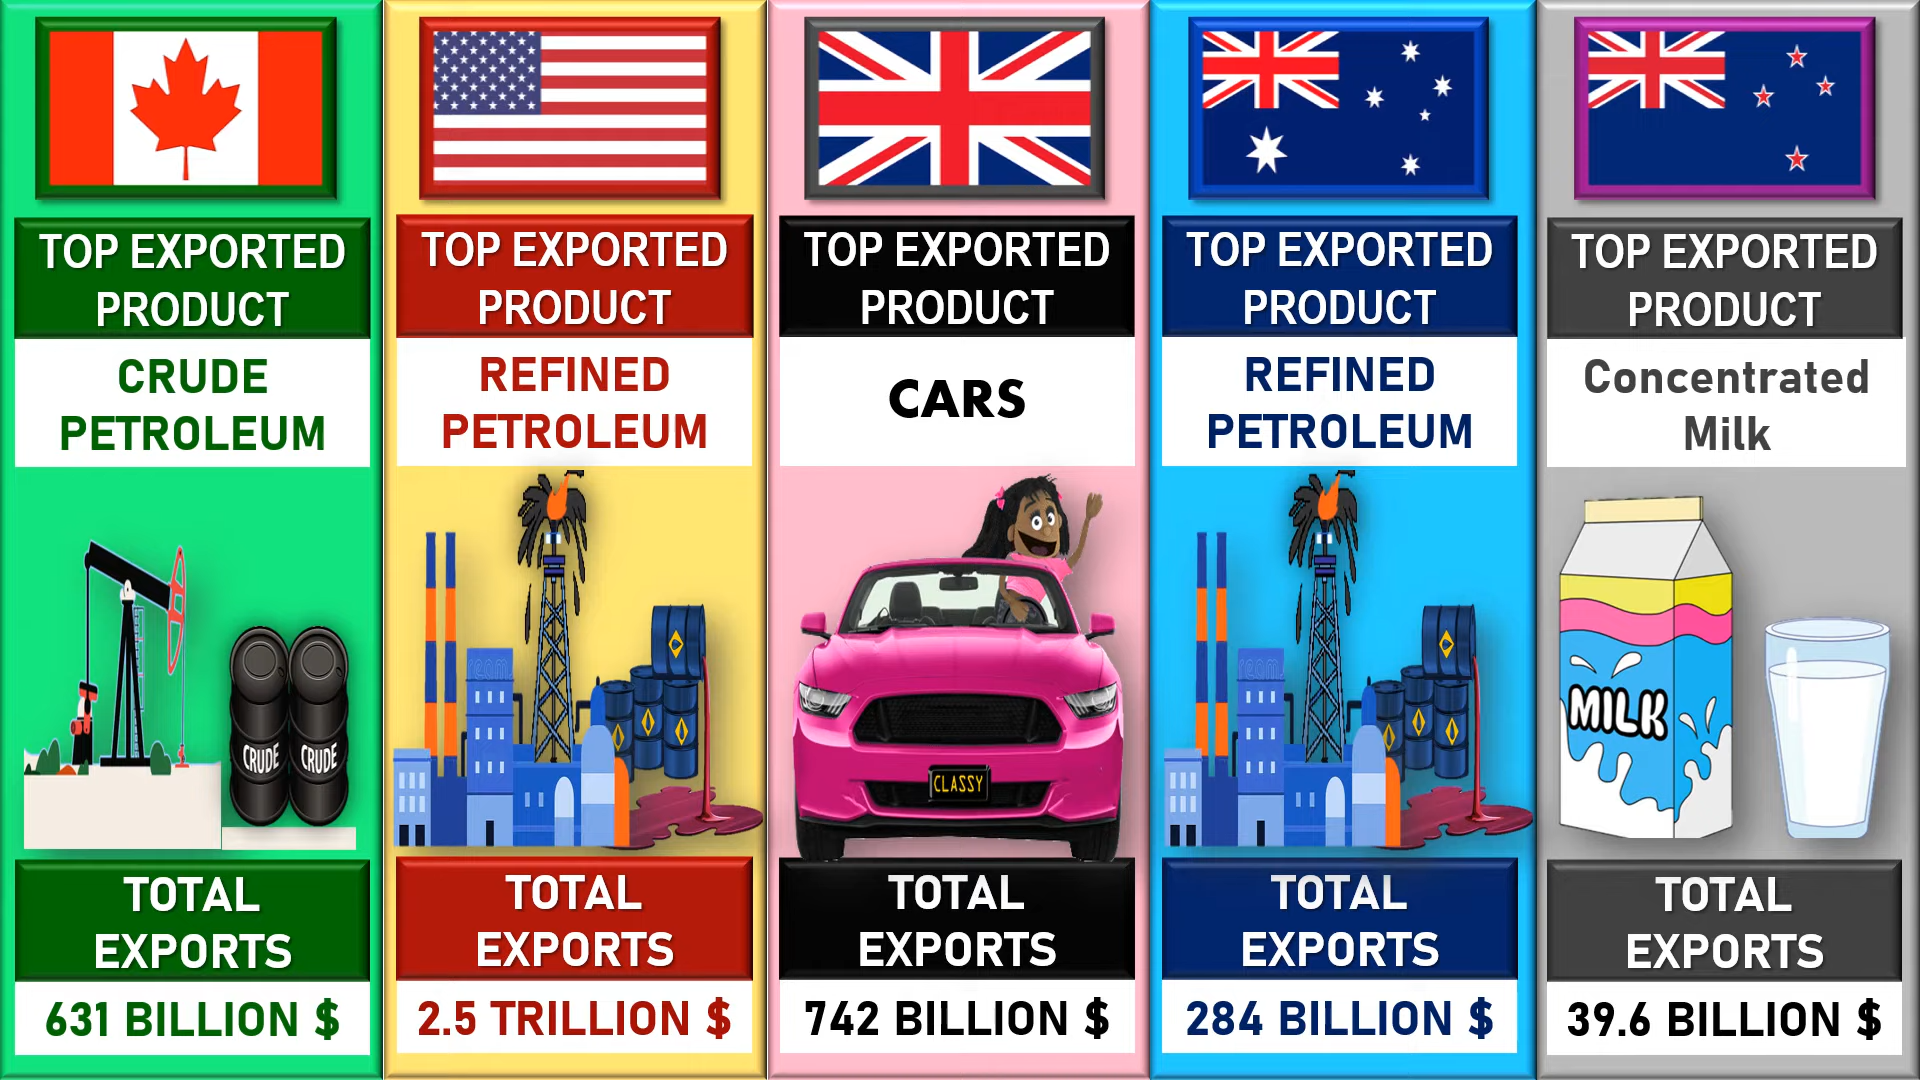 TOP EXPORTED
PRODUCT
CRUDE
PETROLEUM
CRUDE
CRUDE
TOTAL
EXPORTS
631 BILLION $
TOP EXPORTED
PRODUCT
REFINED
PETROLEUM
TOTAL
EXPORTS
2.5 TRILLION $
TOP EXPORTED
PRODUCT
CARS
CLASSY
TOTAL
EXPORTS
742 BILLION $
TOP EXPORTED
PRODUCT
REFINED
PETROLEUM
TOTAL
EXPORTS
284 BILLION $
TOP EXPORTED
PRODUCT
Concentrated
Milk
MILK
TOTAL
EXPORTS
39.6 BILLION $